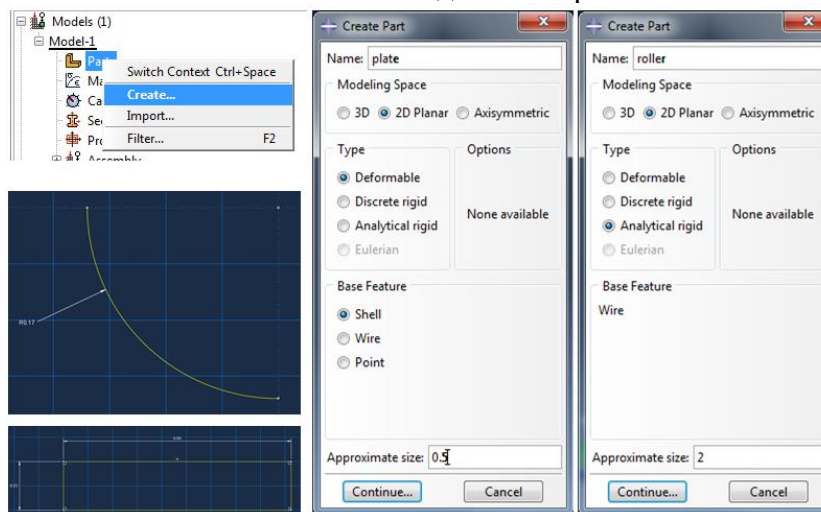 Models (1)
Model-1
Switch Context Ctrl+Space
Create...
Import...
Filter... F2
Assembly
R0.17
Create Part
Name: plate
Modeling Space
3D 2D Planar Axisymmetric
Type
Options
Deformable
Discrete rigid
Analytical rigid
Eulerian
None available
Base Feature
Shell
Wire
Point
Approximate size: 0.5
Continue... Cancel
Create Part
Name: roller
Modeling Space
3D 2D Planar Axisymmetric
Type
Options
Deformable
Discrete rigid
Analytical rigid
Eulerian
None available
Base Feature
Wire
Approximate size: 2
Continue... Cancel